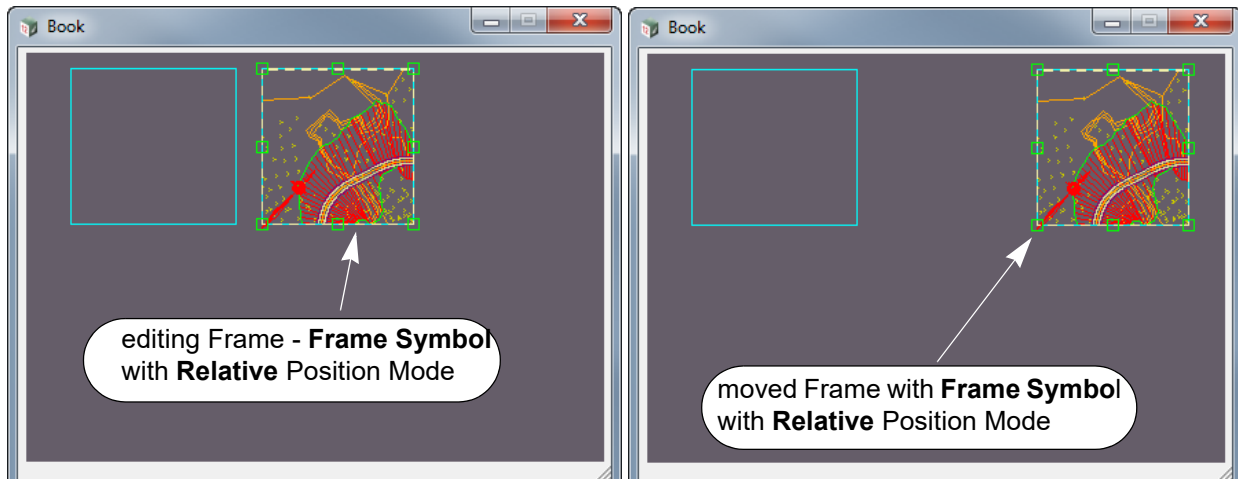 Book
editing Frame - Frame Symbol
with Relative Position Mode
Book
moved Frame with Frame Symbol
with Relative Position Mode